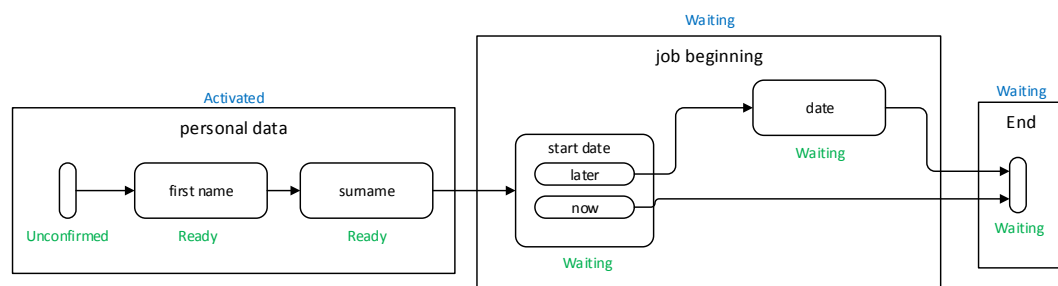 Activated
personal data
first name
surname
Unconfirmed
Ready
Ready
Waiting
job beginning
start date
later
now
Waiting
date
Waiting
Waiting
End
Waiting